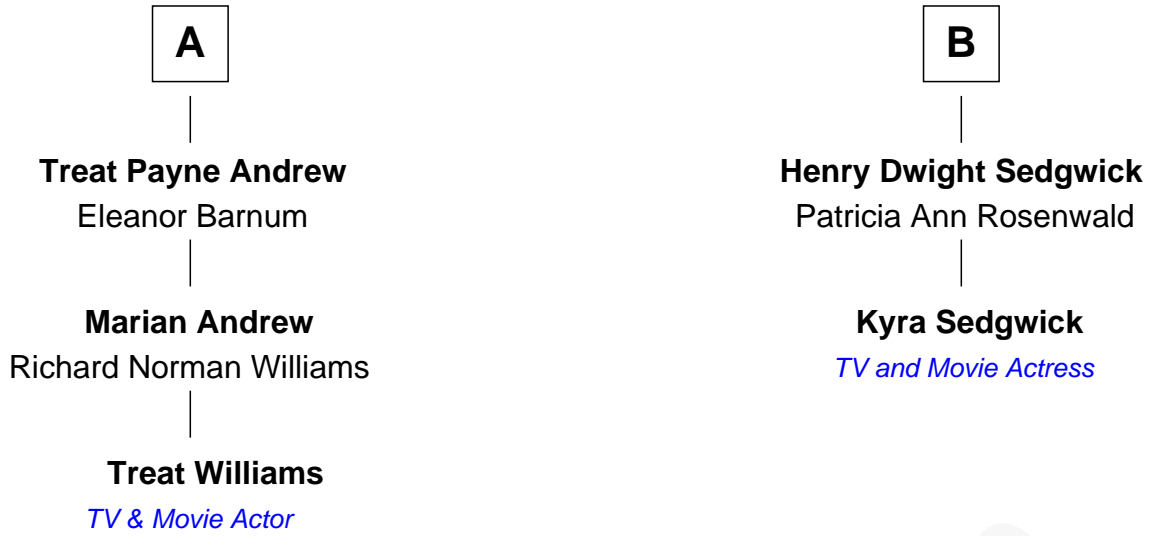 A
Treat Payne Andrew
Eleanor Barnum
Marian Andrew
Richard Norman Williams
Treat Williams
TV & Movie Actor
B
Henry Dwight Sedgwick
Patricia Ann Rosenwald
Kyra Sedgwick
TV and Movie Actress